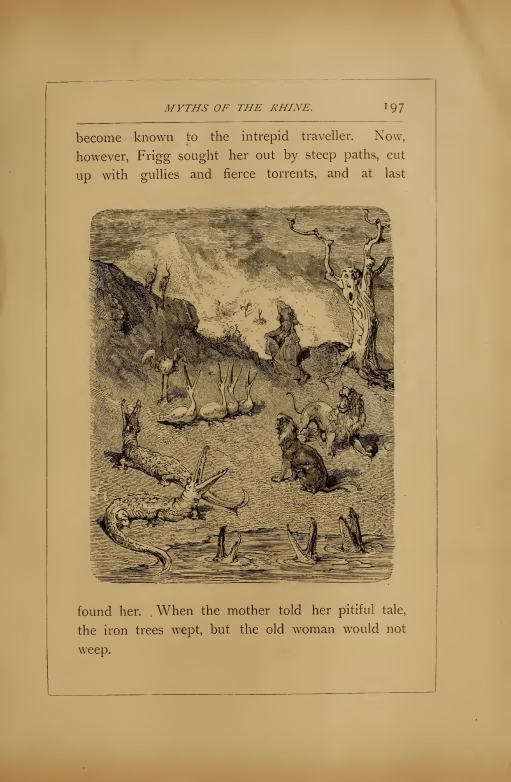 MYTHS OF THE RHINE. 197
become known to the intrepid traveller. Now,
however, Frigg sought her out by steep paths, cut
up with gullies and fierce torrents, and at last
found her. When the mother told her pitiful tale,
the iron trees wept, but the old woman would not
weep.